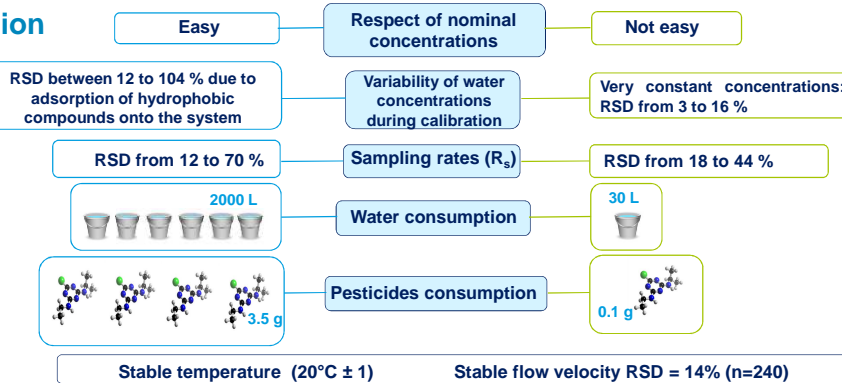 ion
Easy
Respect of nominal
concentrations
Not easy
RSD between 12 to 104 % due to
adsorption of hydrophobic
compounds onto the system
Variability of water
concentrations
during calibration
Very constant concentrations:
RSD from 3 to 16 %
RSD from 12 to 70 %
Sampling rates (Rs)
RSD from 18 to 44 %
2000 L
Water consumption
30 L
3.5 g
Pesticides consumption
0.1 g
Stable temperature (20°C ± 1) Stable flow velocity RSD = 14% (n=240)